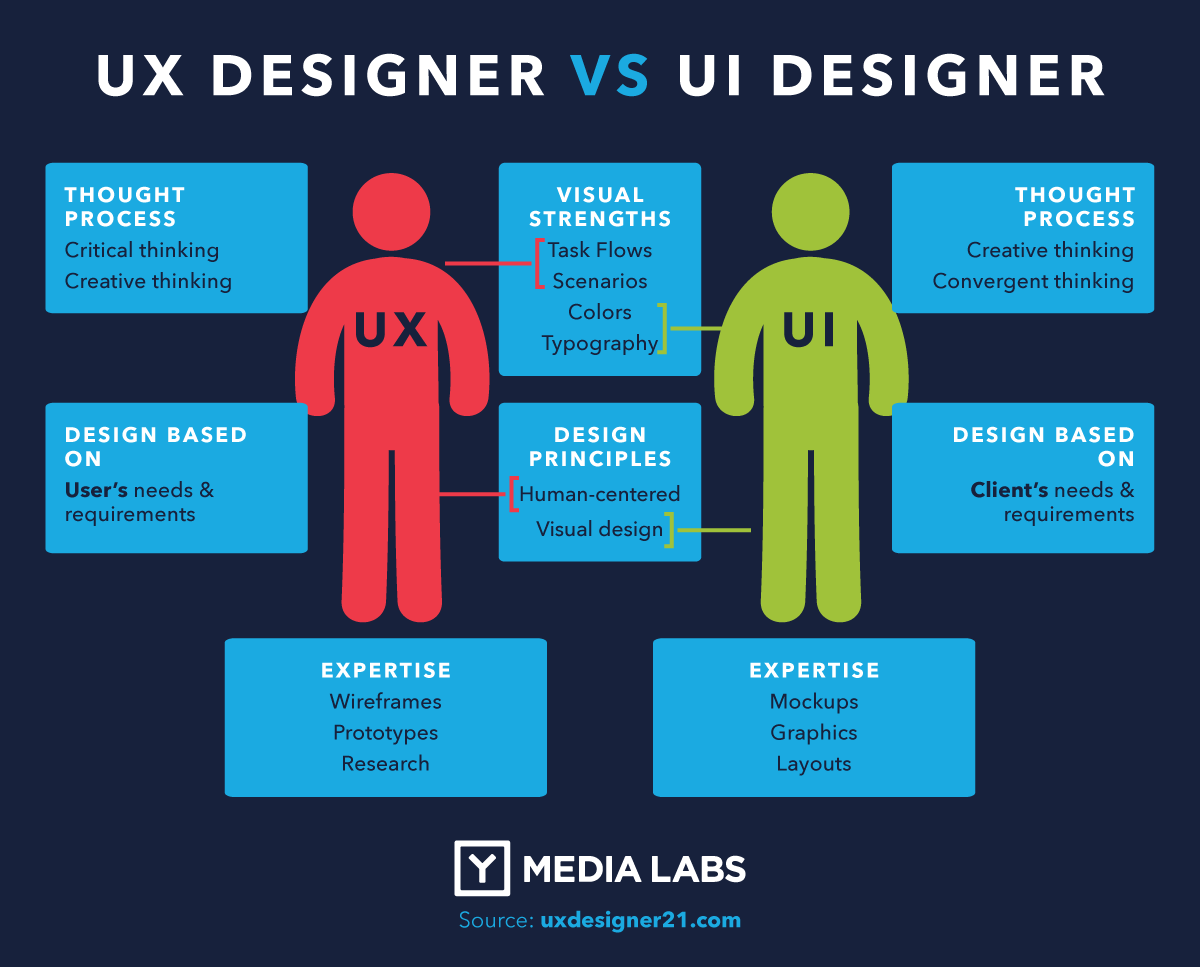 UX DESIGNER VS UI DESIGNER
THOUGHT
PROCESS
Critical thinking
Creative thinking
UX
VISUAL
STRENGTHS
Task Flows
Scenarios
Colors
Typography
UI
THOUGHT
PROCESS
Creative thinking
Convergent thinking
DESIGN BASED
ON
User's needs &
requirements
DESIGN
PRINCIPLES
Human-centered
Visual design
DESIGN BASED
ON
Client's needs &
requirements
EXPERTISE
Wireframes
Prototypes
Research
EXPERTISE
Mockups
Graphics
Layouts
Y MEDIA LABS
Source: uxdesigner21.com